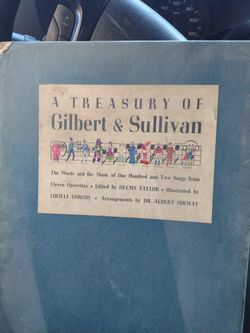 A TREASURY OF
Gilbert & Sullivan
The Words and the Music of One Hundred and Two Songs from
Eleven Operettas • Edited by DEEMS TAYLOR • Illustrated by
LUCILLE CORCOS • Arrangements by DR. ALBERT SIRMAY